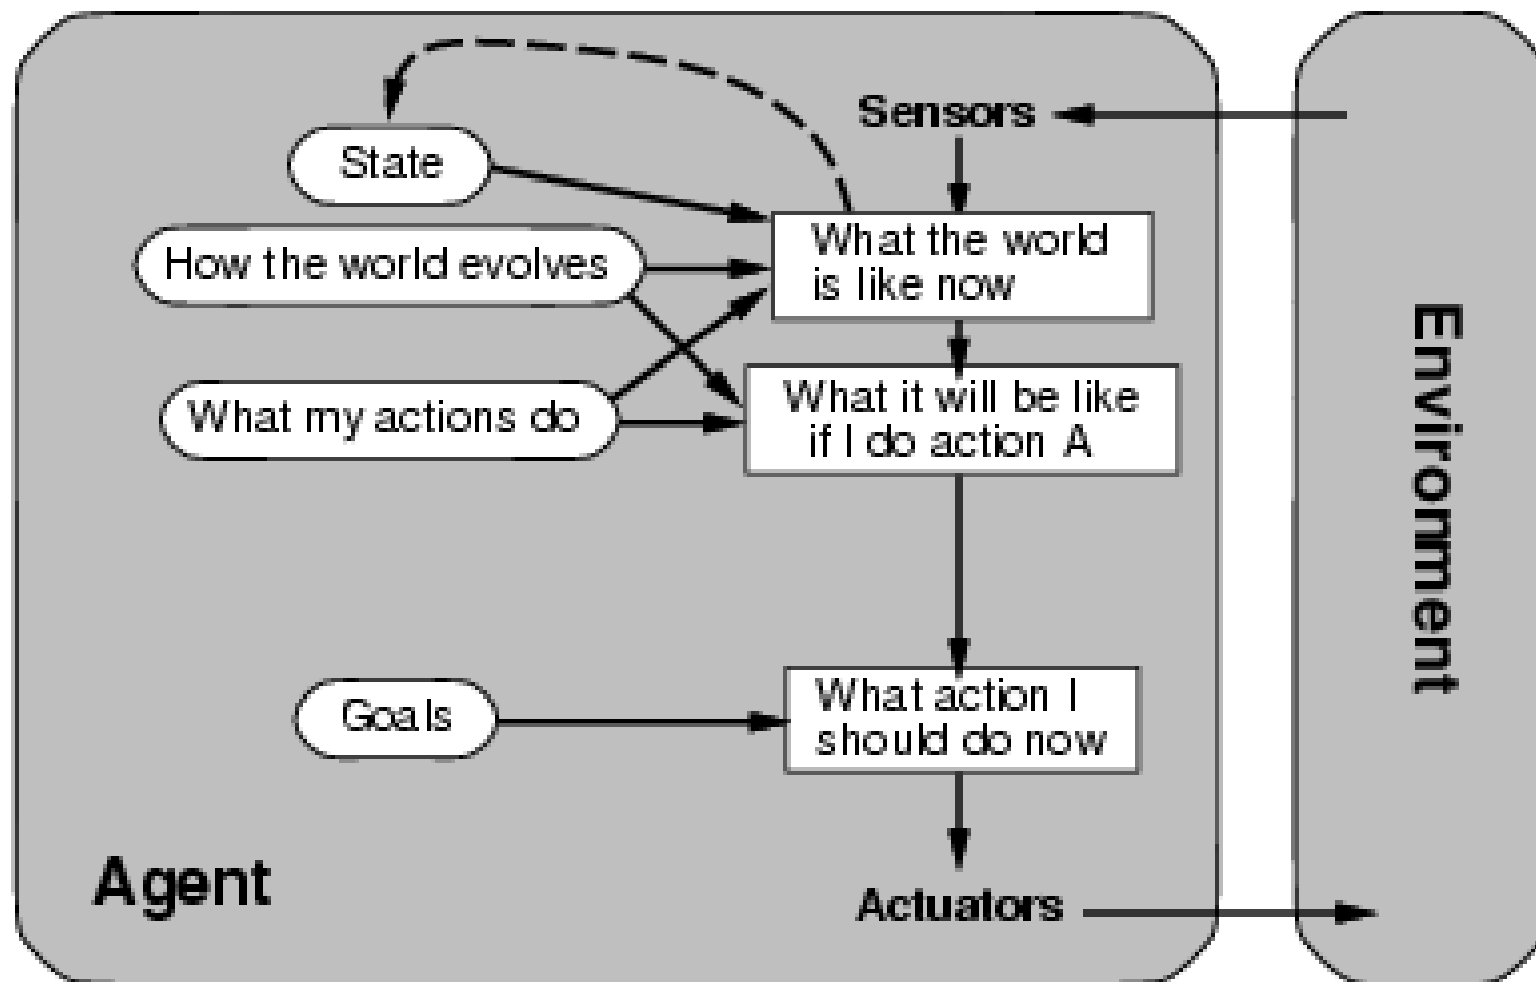 Sensors
State
What the world
is like now
How the world evolves
What my actions do
What it will be like
if I do action A
Goals
What action I
should do now
Agent
Actuators
Environment